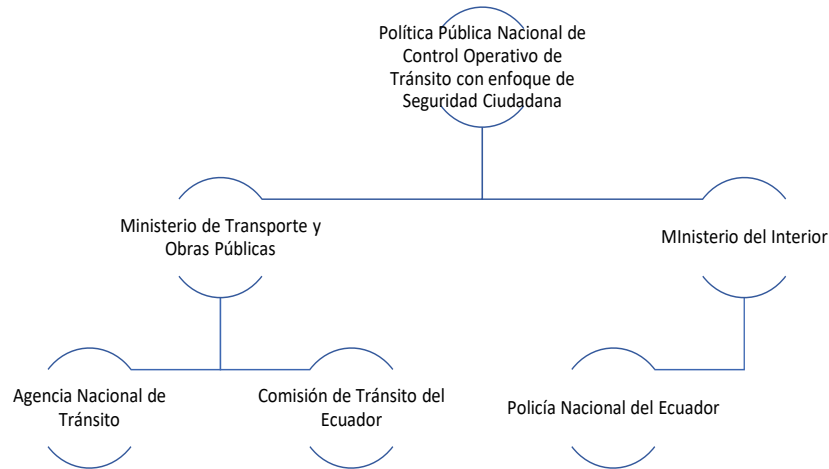 Política Pública Nacional de
Control Operativo de
Tránsito con enfoque de
Seguridad Ciudadana
Ministerio de Transporte y
Obras Públicas
MInisterio del Interior
Agencia Nacional de
Tránsito
Comisión de Tránsito del
Ecuador
Policía Nacional del Ecuador